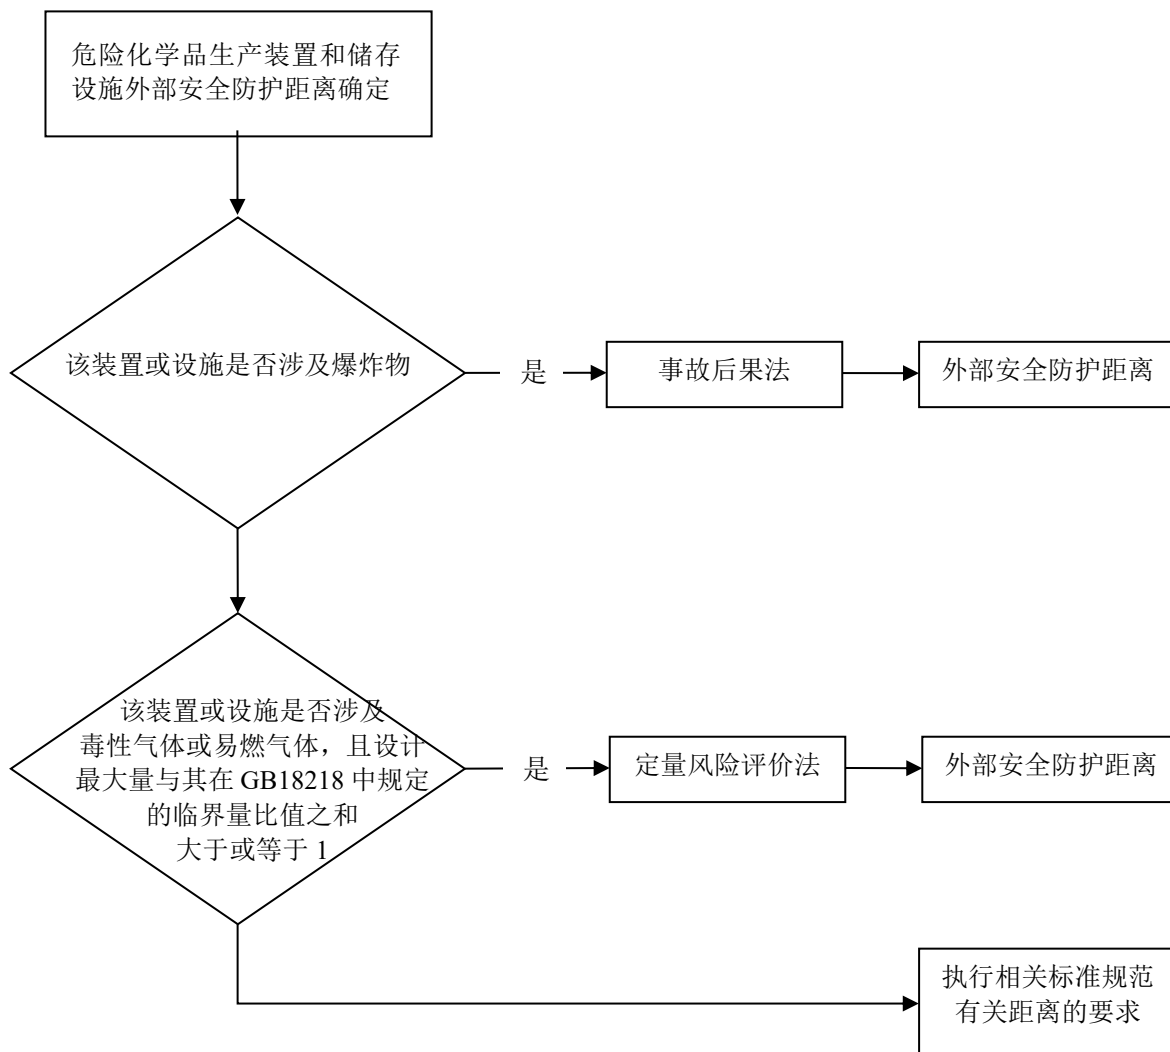 危险化学品生产装置和储存
设施外部安全防护距离确定
该装置或设施是否涉及爆炸物
是
事故后果法
外部安全防护距离
该装置或设施是否涉及
毒性气体或易燃气体，且设计
最大量与其在 GB18218 中规定
的临界量比值之和
大于或等于 1
是
定量风险评价法
外部安全防护距离
执行相关标准规范
有关距离的要求